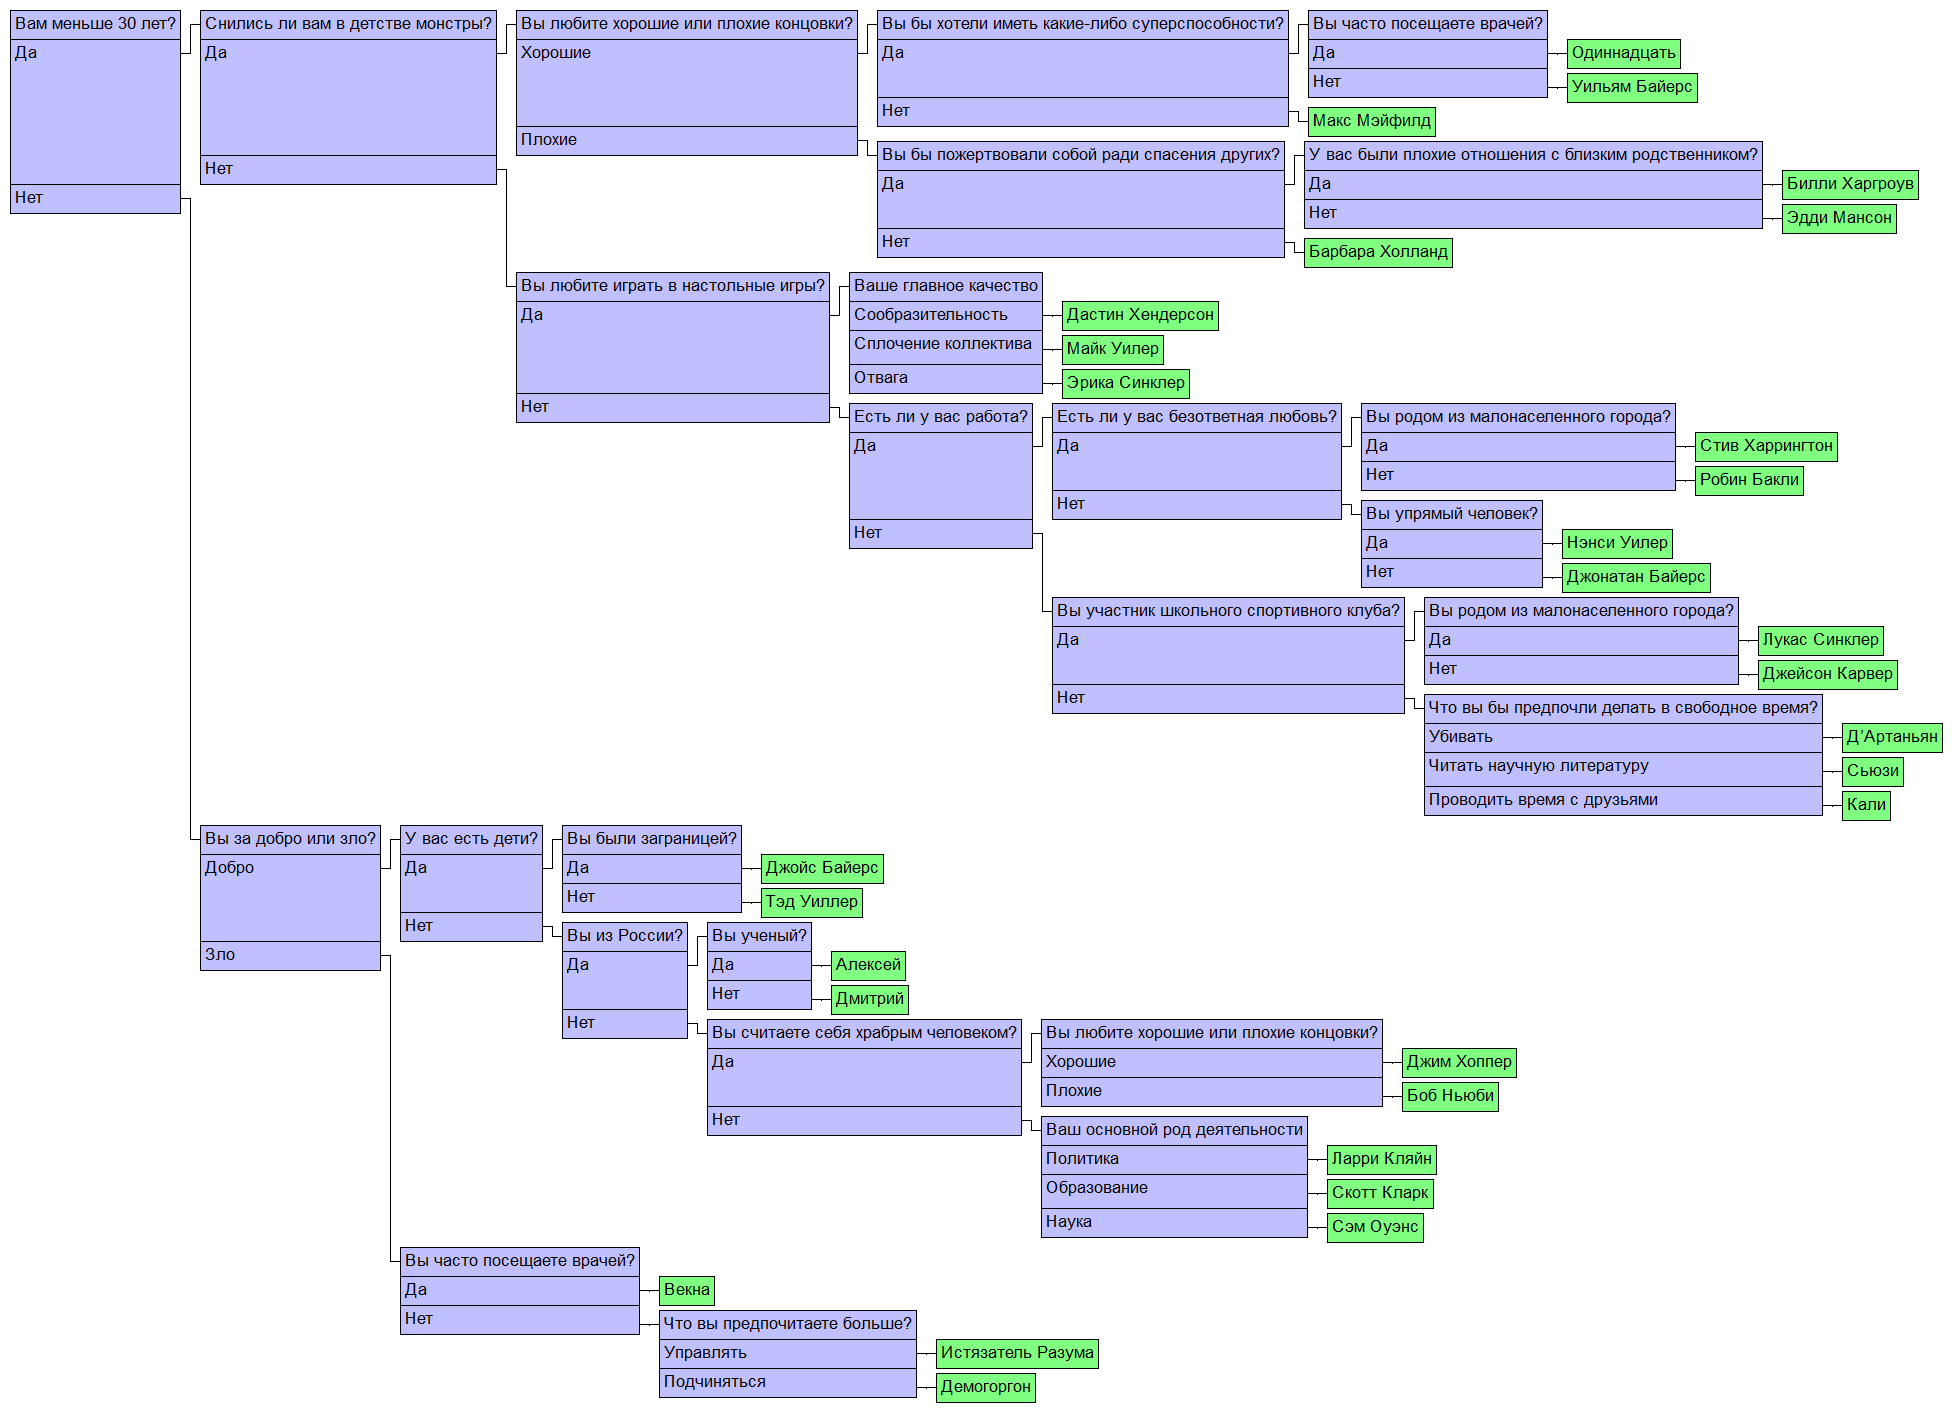 Вам меньше 30 лет?
Да
Нет
Снились ли вам в детстве монстры?
Да
Нет
Вы любите хорошие или плохие концовки?
Хорошие
Плохие
Вы бы хотели иметь какие-либо суперспособности?
Да
Нет
Вы часто посещаете врачей?
Да
Нет
Одиннадцать
Уильям Байерс
Макс Мэйфилд
Вы бы пожертвовали собой ради спасения других?
Да
Нет
У вас были плохие отношения с близким родственником?
Да
Нет
Билли Харгроув
Эдди Мансон
Барбара Холланд
Вы любите играть в настольные игры?
Да
Нет
Ваше главное качество
Сообразительность
Сплочение коллектива
Отвага
Дастин Хендерсон
Майк Уилер
Эрика Синклер
Есть ли у вас работа?
Да
Нет
Есть ли у вас безответная любовь?
Да
Нет
Вы родом из малонаселенного города?
Да
Нет
Стив Харрингтон
Робин Бакли
Вы упрямый человек?
Да
Нет
Нэнси Уилер
Джонатан Байерс
Вы участник школьного спортивного клуба?
Да
Нет
Вы родом из малонаселенного города?
Да
Нет
Лукас Синклер
Джейсон Карвер
Что вы бы предпочли делать в свободное время?
Убивать
Читать научную литературу
Проводить время с друзьями
Д’Артаньян
Сьюзи
Кали
Вы за добро или зло?
Добро
Зло
У вас есть дети?
Да
Нет
Вы были заграницей?
Да
Нет
Джойс Байерс
Тэд Уиллер
Вы из России?
Да
Нет
Вы ученый?
Да
Нет
Алексей
Дмитрий
Вы считаете себя храбрым человеком?
Да
Нет
Вы любите хорошие или плохие концовки?
Хорошие
Плохие
Джим Хоппер
Боб Ньюби
Ваш основной род деятельности
Политика
Образование
Наука
Ларри Кляйн
Скотт Кларк
Сэм Оуэнс
Вы часто посещаете врачей?
Да
Нет
Векна
Что вы предпочитаете больше?
Управлять
Подчиняться
Истязатель Разума
Демогоргон